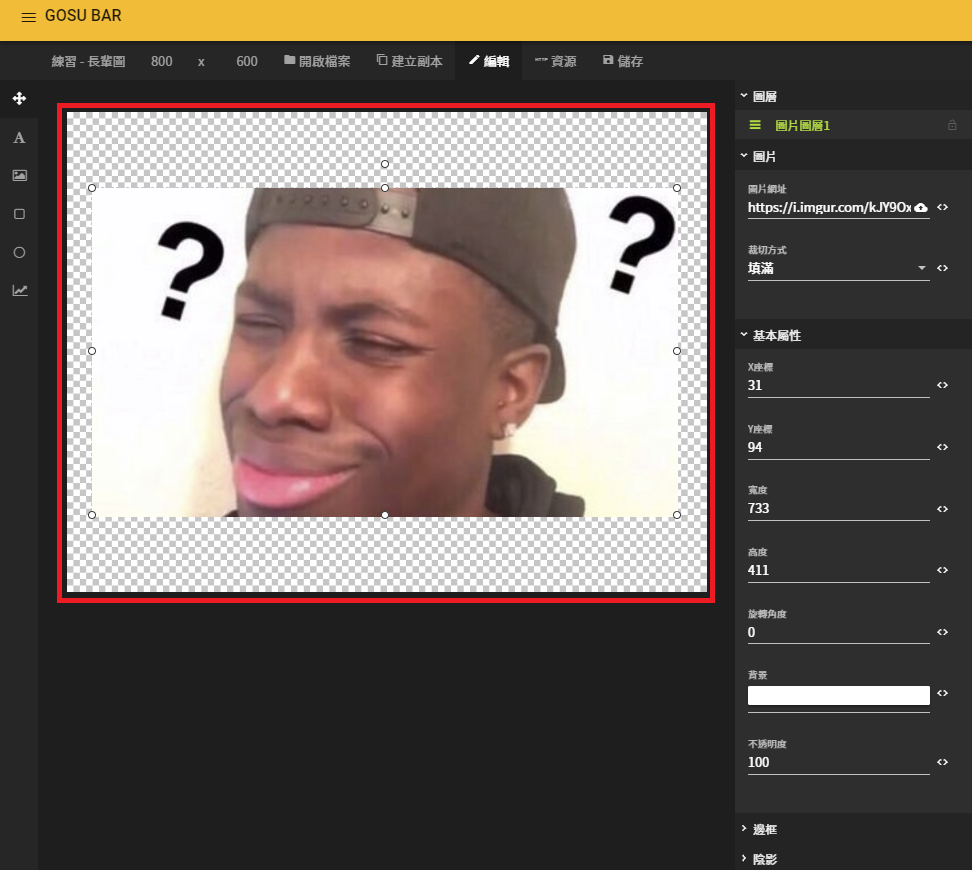 GOSU BAR
練習 - 長輩圖 800 x 600 開啟檔案 建立副本 編輯 HTTP 資源 儲存
A
? ?
圖層
圖片圖層1
圖片
圖片網址
https://i.imgur.com/kJY9Ox
裁切方式
填滿
基本属性
X座標
31
Y座標
94
寬度
733
高度
411
旋轉角度
0
背景
不透明度
100
邊框
陰影